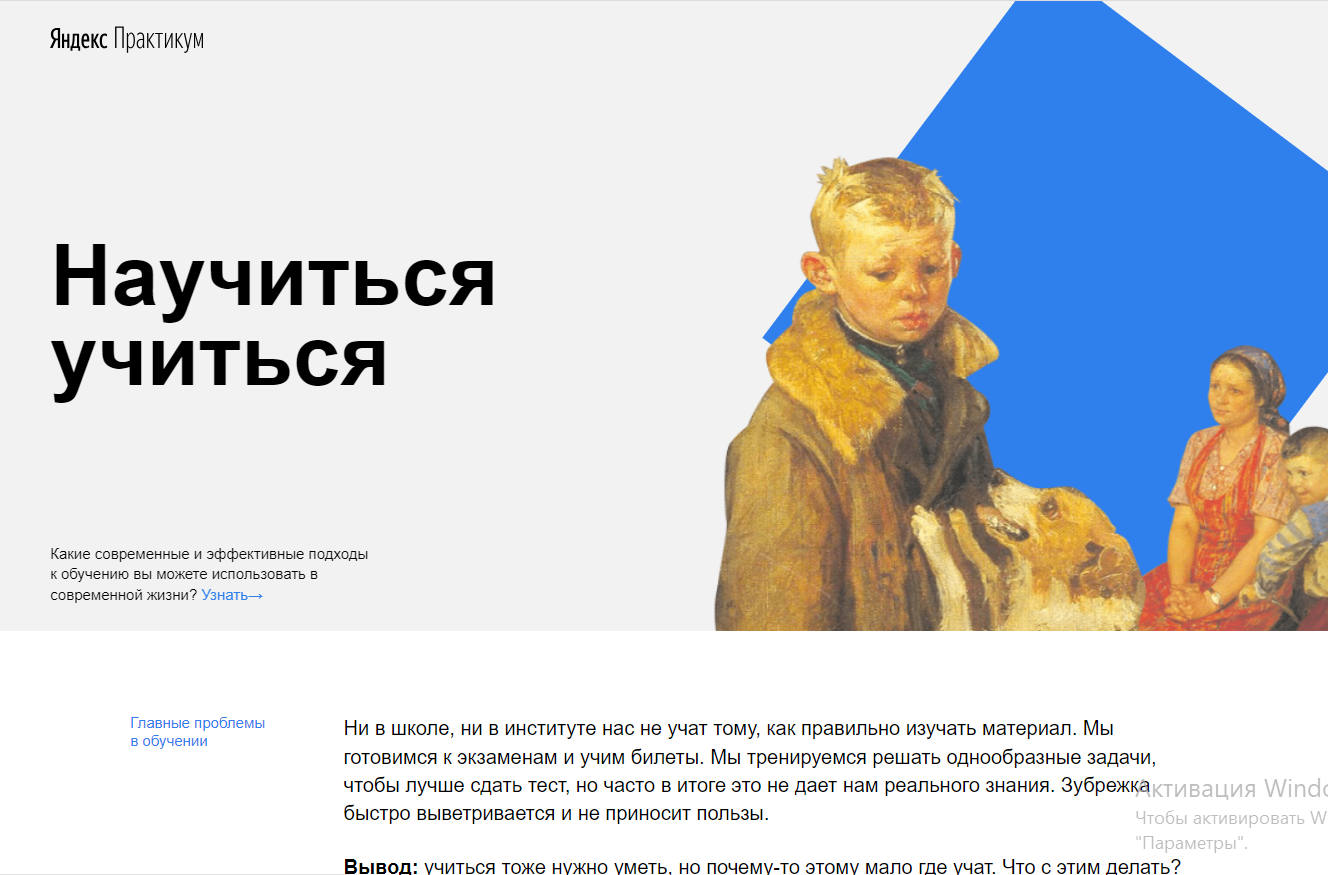 Яндекс Практикум
Научиться
учиться
Какие современные и эффективные подходы
к обучению вы можете использовать в
современной жизни? Узнать→
Главные проблемы
в обучении
Ни в школе, ни в институте нас не учат тому, как правильно изучать материал. Мы
готовимся к экзаменам и учим билеты. Мы тренируемся решать однообразные задачи,
чтобы лучше сдать тест, но часто в итоге это не дает нам реального знания. Зубрежка
быстро выветривается и не приносит пользы.
Вывод: учиться тоже нужно уметь, но почему-то этому мало где учат. Что с этим делать?
Активация Windo
Чтобы активировать W
"Параметры".